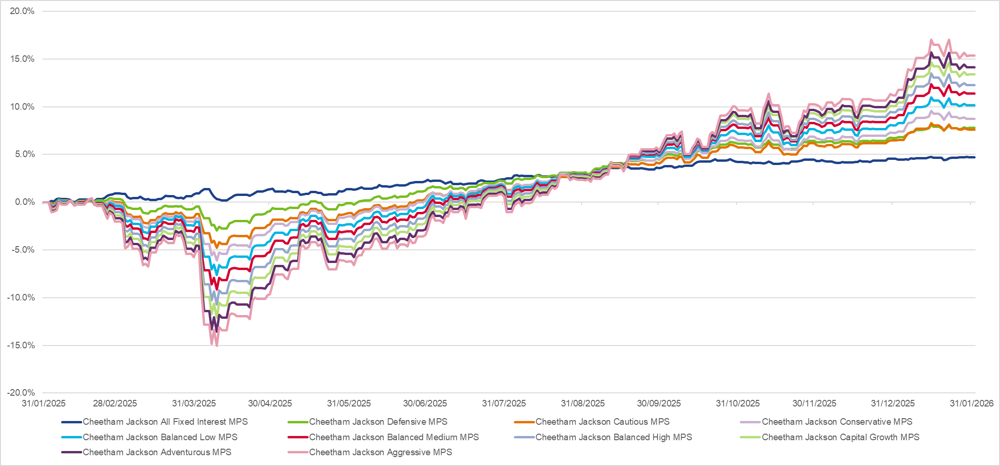 20.0%
15.0%
10.0%
5.0%
0.0%
-5.0%
-10.0%
-15.0%
-20.0%
31/01/2025 28/02/2025 31/03/2025 30/04/2025 31/05/2025 30/06/2025 31/07/2025 31/08/2025 30/09/2025 31/10/2025 30/11/2025 31/12/2025 31/01/2026
Cheetham Jackson All Fixed Interest MPS Cheetham Jackson Defensive MPS Cheetham Jackson Cautious MPS Cheetham Jackson Conservative MPS
Cheetham Jackson Balanced Low MPS Cheetham Jackson Balanced Medium MPS Cheetham Jackson Balanced High MPS Cheetham Jackson Capital Growth MPS
Cheetham Jackson Adventurous MPS Cheetham Jackson Aggressive MPS